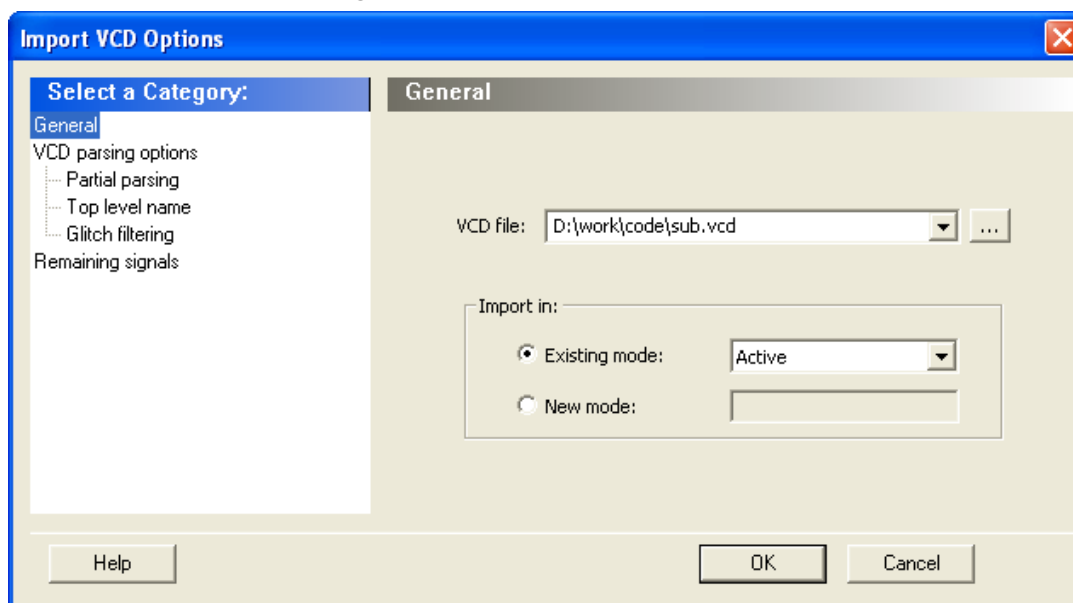 Import VCD Options
Select a Category:
General
VCD parsing options
Partial parsing
Top level name
Glitch filtering
Remaining signals
General
VCD file: D:\work\code\sub.vcd ...
Import in:
Existing mode: Active
New mode:
Help OK Cancel